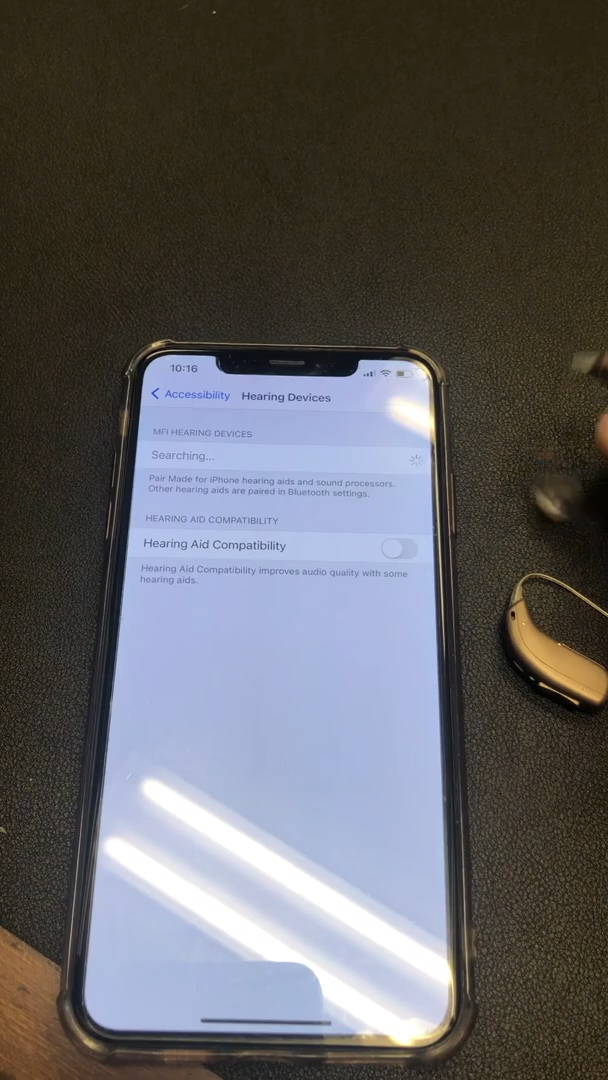 10:16
Accessibility
Hearing Devices
MFI HEARING DEVICES
Searching...
Pair Made for iPhone hearing aids and sound processors.
Other hearing aids are paired in Bluetooth settings.
HEARING AID COMPATIBILITY
Hearing Aid Compatibility
Hearing Aid Compatibility improves audio quality with some
hearing aids.